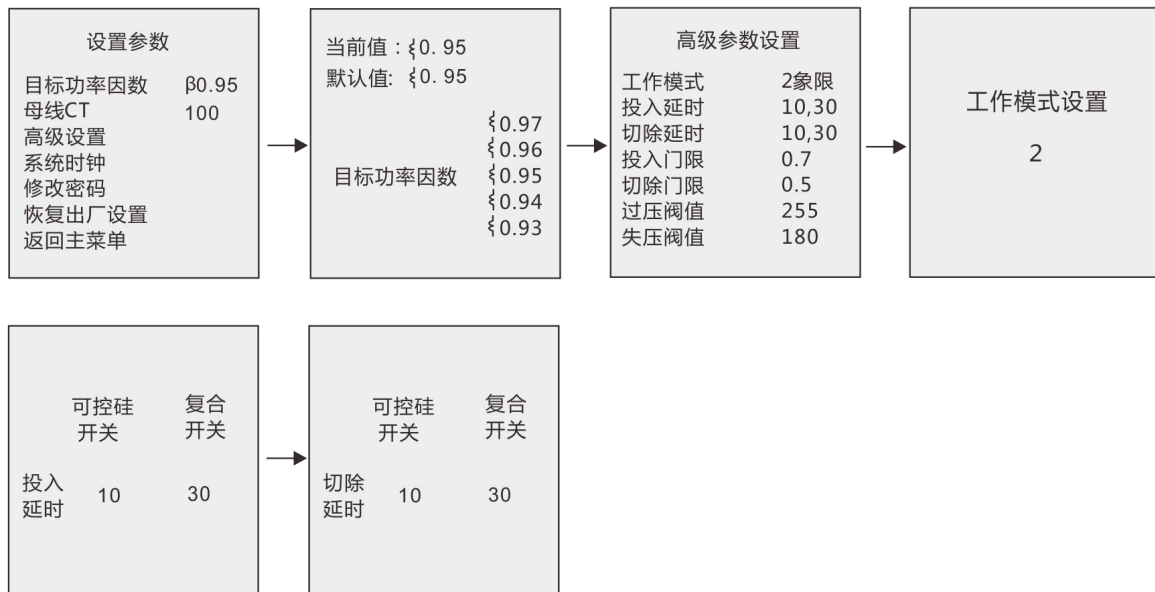 设置参数
目标功率因数 β0.95
母线CT 100
高级设置
系统时钟
修改密码
恢复出厂设置
返回主菜单
当前值：⸾0. 95
默认值: ⸾0. 95
⸾0.97
⸾0.96
目标功率因数 ⸾0.95
⸾0.94
⸾0.93
高级参数设置
工作模式 2象限
投入延时 10,30
切除延时 10,30
投入门限 0.7
切除门限 0.5
过压阀值 255
失压阀值 180
工作模式设置
2
可控硅 复合
开关 开关
投入
延时 10 30
可控硅 复合
开关 开关
切除
延时 10 30